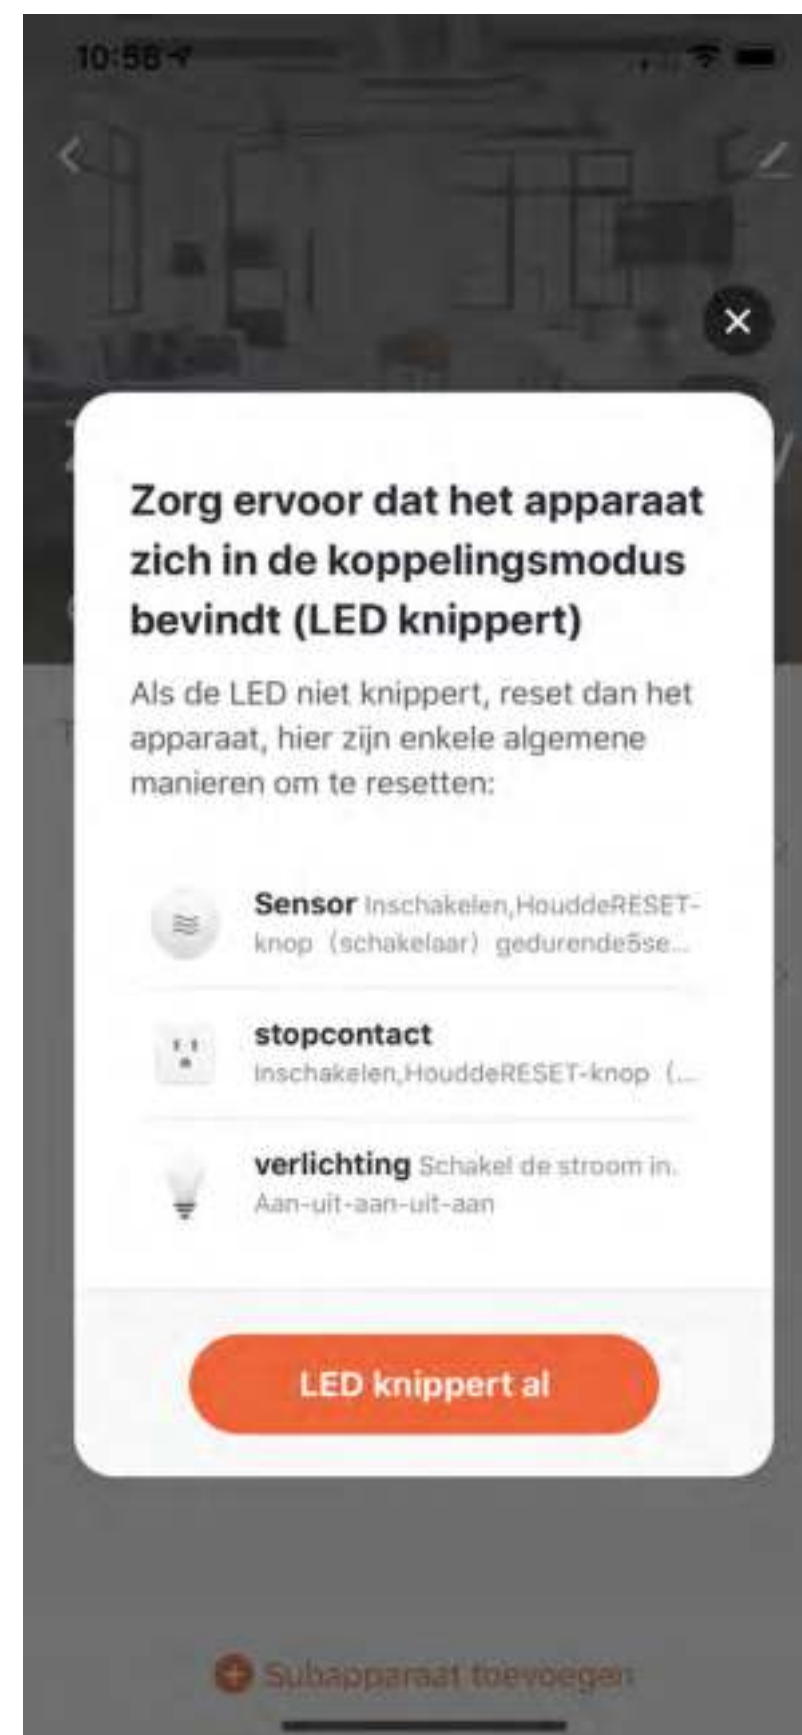 10:58
Zorg ervoor dat het apparaat
zich in de koppelingsmodus
bevindt (LED knippert)
Als de LED niet knippert, reset dan het
apparaat, hier zijn enkele algemene
manieren om te resetten:
Sensor Inschakelen,HouddeRESET-
knop (schakelaar) gedurende5se...
stopcontact
Inschakelen,HouddeRESET-knop (...
verlichting Schakel de stroom in.
Aan-uit-aan-uit-aan
LED knippert al
Subapparaat toevoegen